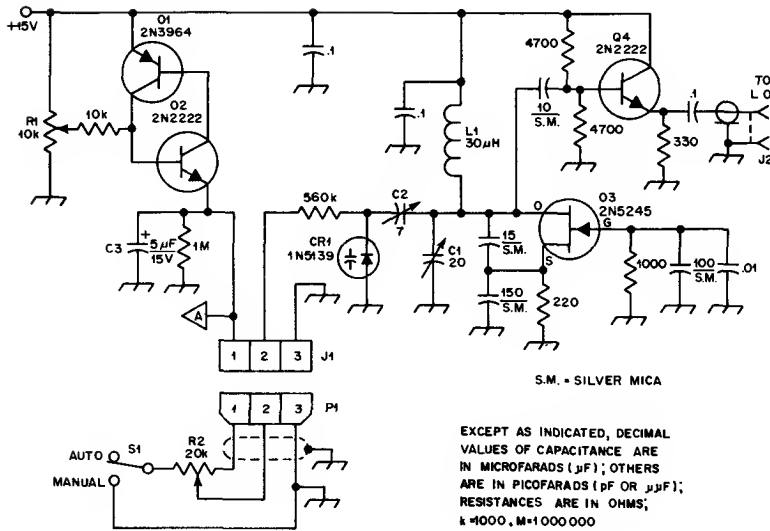 +15V
Q1
2N3964
Q2
2N2222
R1
10k
10k
.1
.1
L1
30μH
4700
10
S.M.
4700
Q4
2N2222
.1
330
TO
L O
J2
560k
C2
7
CR1
1N5139
C1
20
15
S.M.
150
S.M.
D
S
G
Q3
2N5245
220
1000
100
S.M.
.01
C3
+
5μF
15V
1M
A
1 2 3
J1
1 2 3
P1
S.M. = SILVER MICA
AUTO
S1
MANUAL
R2
20k
EXCEPT AS INDICATED, DECIMAL
VALUES OF CAPACITANCE ARE
IN MICROFARADS (μF); OTHERS
ARE IN PICOFARADS (pF OR μμF);
RESISTANCES ARE IN OHMS;
k=1000, M=1000000